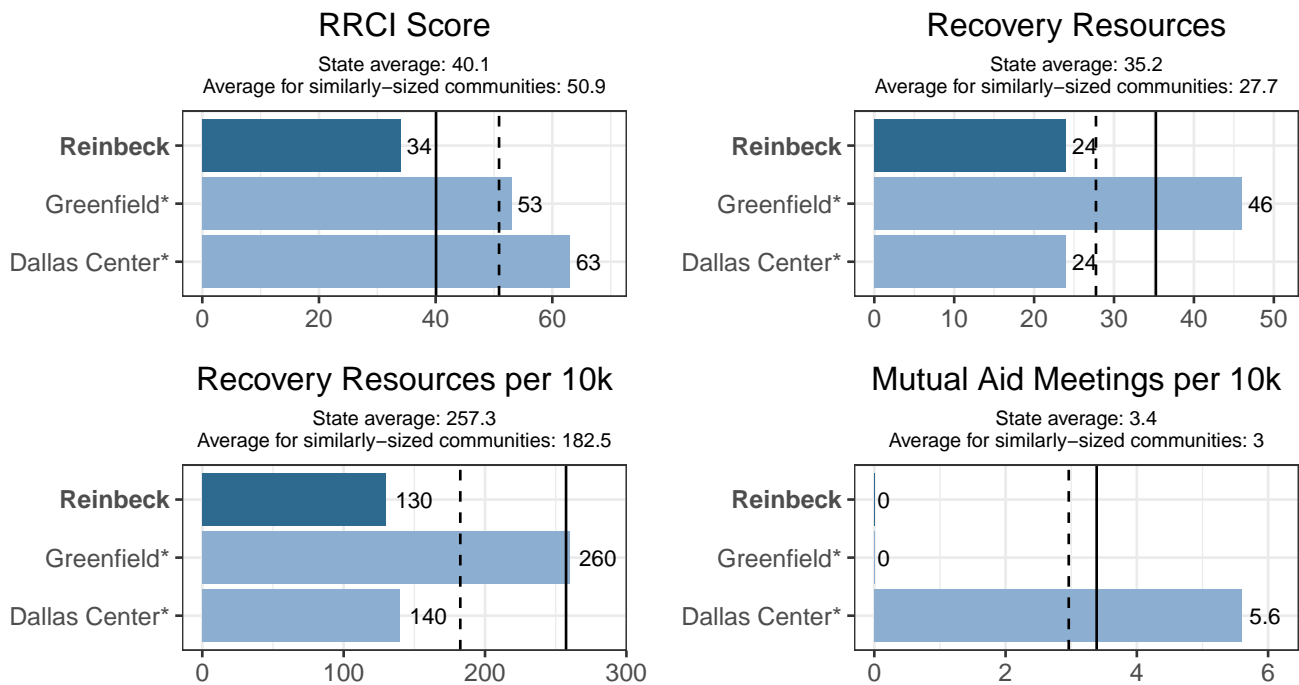 RRCI Score
State average: 40.1
Average for similarly−sized communities: 50.9
Reinbeck
34
Greenfield*
53
Dallas Center*
63
0 20 40 60
Recovery Resources
State average: 35.2
Average for similarly−sized communities: 27.7
Reinbeck
24
Greenfield*
46
Dallas Center*
24
0 10 20 30 40 50
Recovery Resources per 10k
State average: 257.3
Average for similarly−sized communities: 182.5
Reinbeck
130
Greenfield*
260
Dallas Center*
140
0 100 200 300
Mutual Aid Meetings per 10k
State average: 3.4
Average for similarly−sized communities: 3
Reinbeck
0
Greenfield*
0
Dallas Center*
5.6
0 2 4 6